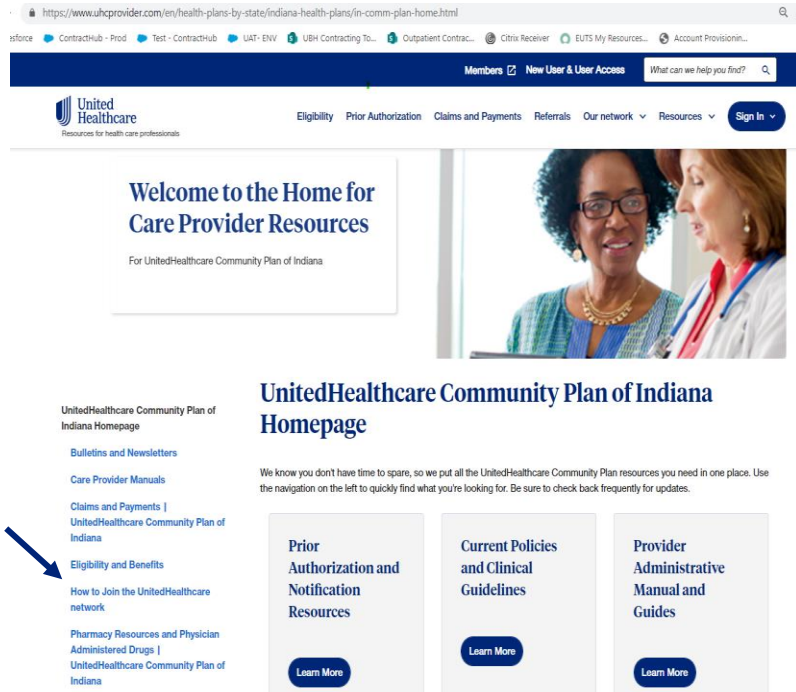 https://www.uhcprovider.com/en/health-plans-by-state/indiana-health-plans/in-comm-plan-home.html
esforce ContractHub - Prod Test - ContractHub UAT- ENV UBH Contracting To... Outpatient Contrac... Citrix Receiver EUTS My Resources... Account Provisionin...
Members New User & User Access What can we help you find?
United
Healthcare
Resources for health care professionals
Eligibility Prior Authorization Claims and Payments Referrals Our network Resources Sign In
Welcome to the Home for
Care Provider Resources
For UnitedHealthcare Community Plan of Indiana
UnitedHealthcare Community Plan of
Indiana Homepage
Bulletins and Newsletters
Care Provider Manuals
Claims and Payments |
UnitedHealthcare Community Plan of
Indiana
Eligibility and Benefits
How to Join the UnitedHealthcare
network
Pharmacy Resources and Physician
Administered Drugs |
UnitedHealthcare Community Plan of
Indiana
UnitedHealthcare Community Plan of Indiana
Homepage
We know you don't have time to spare, so we put all the UnitedHealthcare Community Plan resources you need in one place. Use
the navigation on the left to quickly find what you're looking for. Be sure to check back frequently for updates.
Prior
Authorization and
Notification
Resources
Learn More
Current Policies
and Clinical
Guidelines
Learn More
Provider
Administrative
Manual and
Guides
Learn More